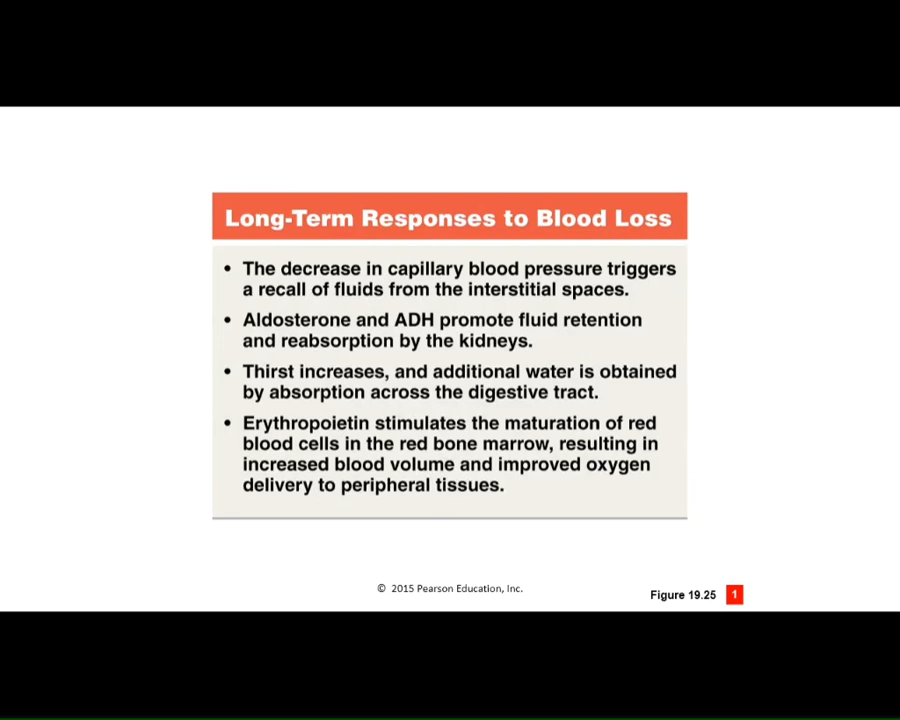 Long-Term Responses to Blood Loss
• The decrease in capillary blood pressure triggers
a recall of fluids from the interstitial spaces.
• Aldosterone and ADH promote fluid retention
and reabsorption by the kidneys.
• Thirst increases, and additional water is obtained
by absorption across the digestive tract.
• Erythropoietin stimulates the maturation of red
blood cells in the red bone marrow, resulting in
increased blood volume and improved oxygen
delivery to peripheral tissues.
© 2015 Pearson Education, Inc.
Figure 19.25 1